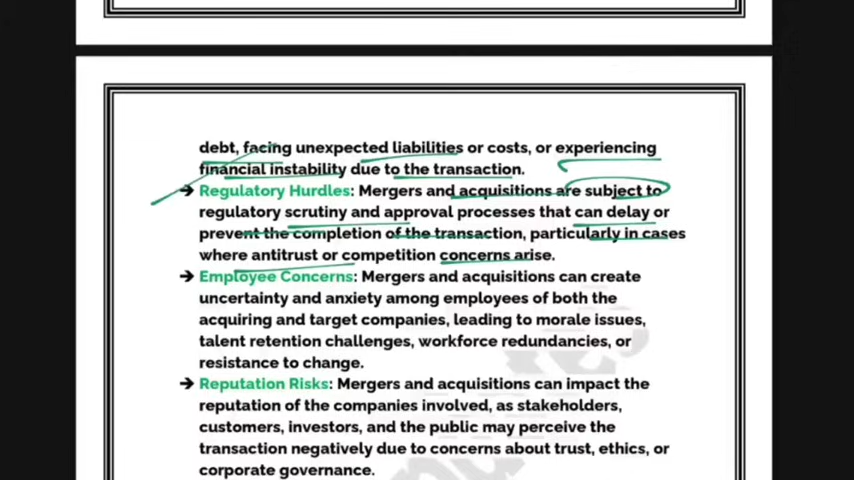 debt, facing unexpected liabilities or costs, or experiencing
financial instability due to the transaction.
→ Regulatory Hurdles: Mergers and acquisitions are subject to
regulatory scrutiny and approval processes that can delay or
prevent the completion of the transaction, particularly in cases
where antitrust or competition concerns arise.
→ Employee Concerns: Mergers and acquisitions can create
uncertainty and anxiety among employees of both the
acquiring and target companies, leading to morale issues,
talent retention challenges, workforce redundancies, or
resistance to change.
→ Reputation Risks: Mergers and acquisitions can impact the
reputation of the companies involved, as stakeholders,
customers, investors, and the public may perceive the
transaction negatively due to concerns about trust, ethics, or
corporate governance.